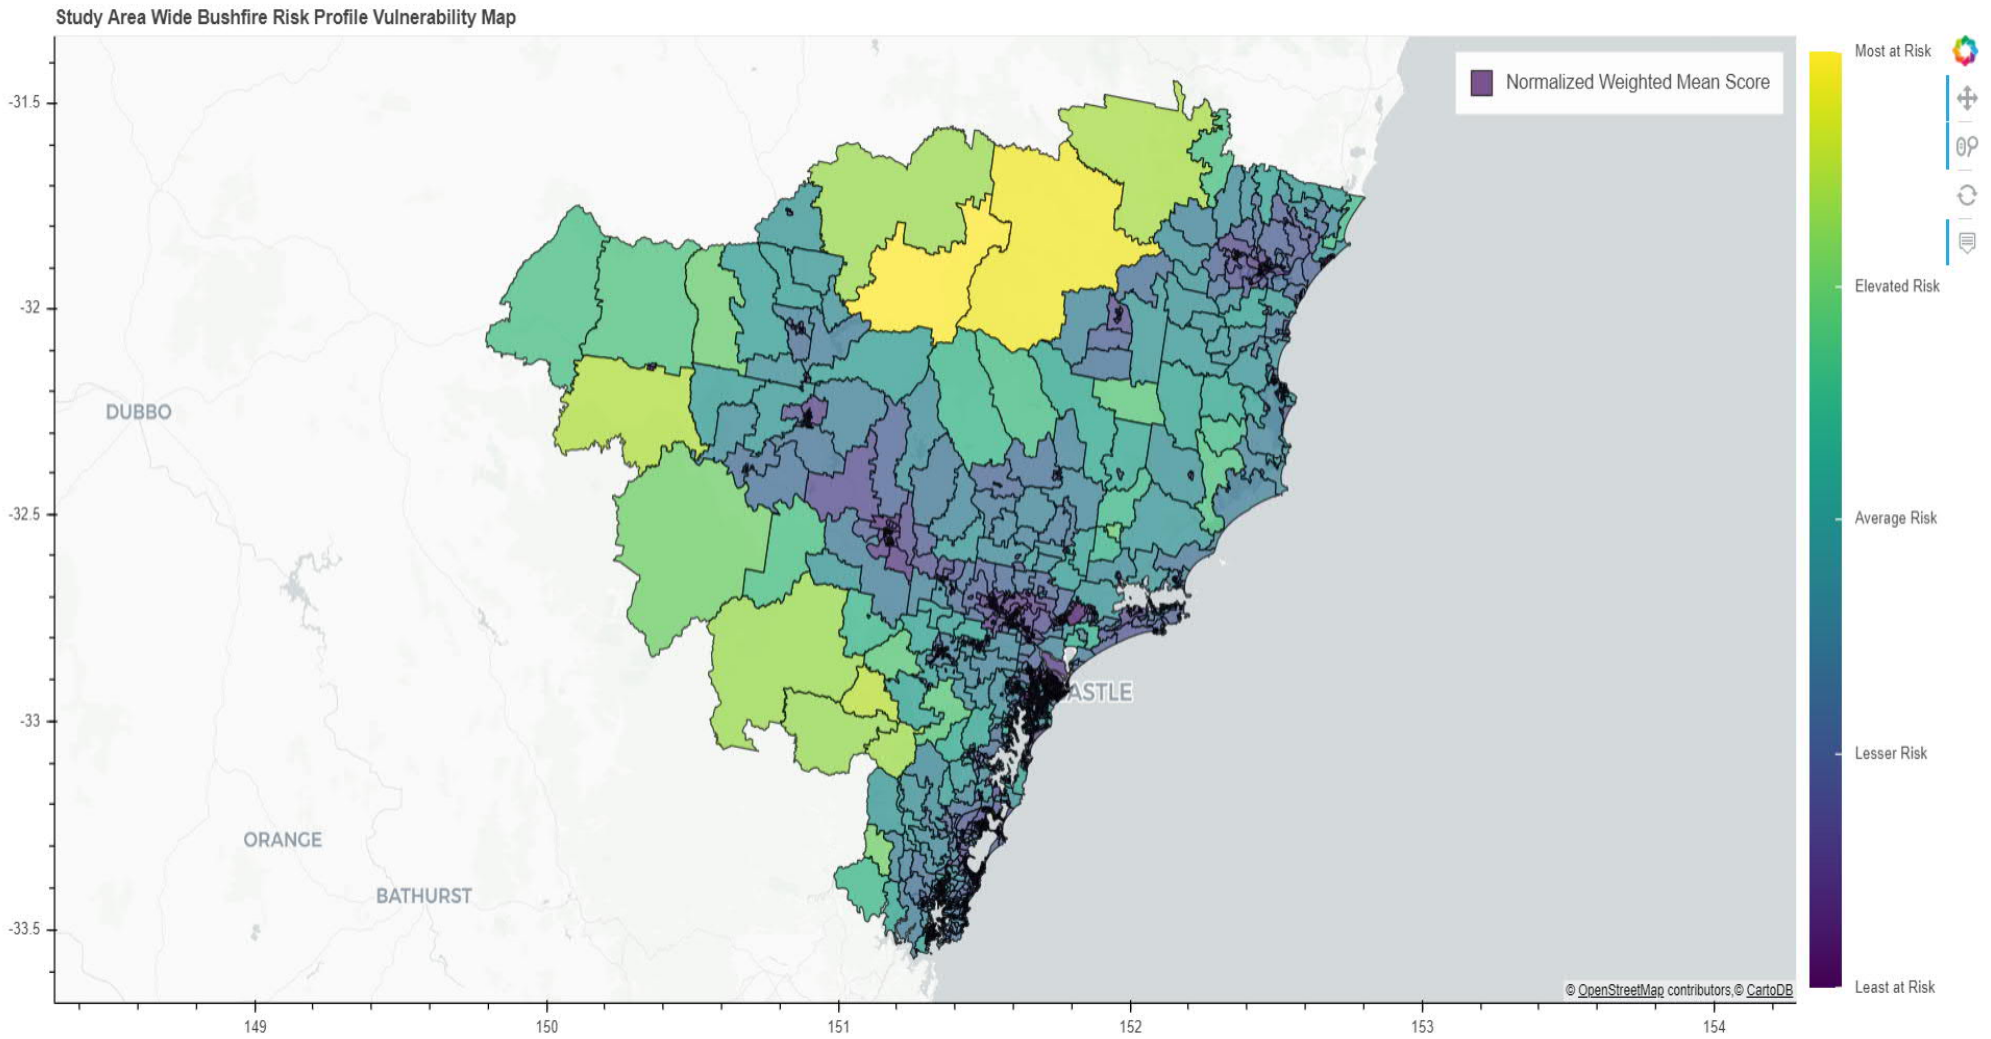 Study Area Wide Bushfire Risk Profile Vulnerability Map
Normalized Weighted Mean Score
Most at Risk
Elevated Risk
Average Risk
Lesser Risk
Least at Risk
-31.5
-32
-32.5
-33
-33.5
DUBBO
ASTLE
ORANGE
BATHURST
© OpenStreetMap contributors,© CartoDB
149
150
151
152
153
154